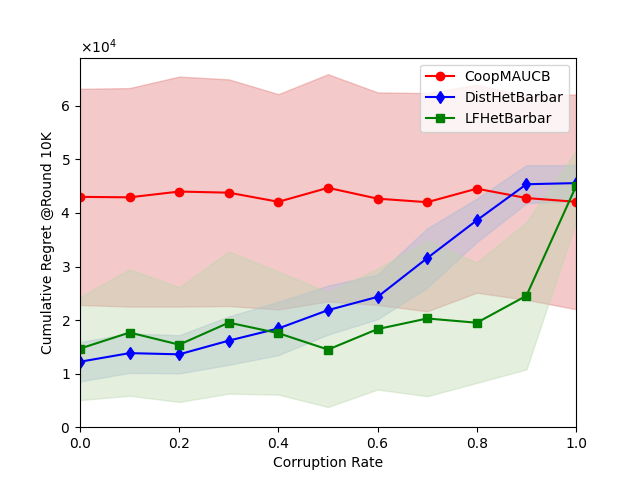 ×10⁴
CoopMAUCB
DistHetBarbar
LFHetBarbar
Cumulative Regret @Round 10K
6
5
4
3
2
1
0
0.0 0.2 0.4 0.6 0.8 1.0
Corruption Rate